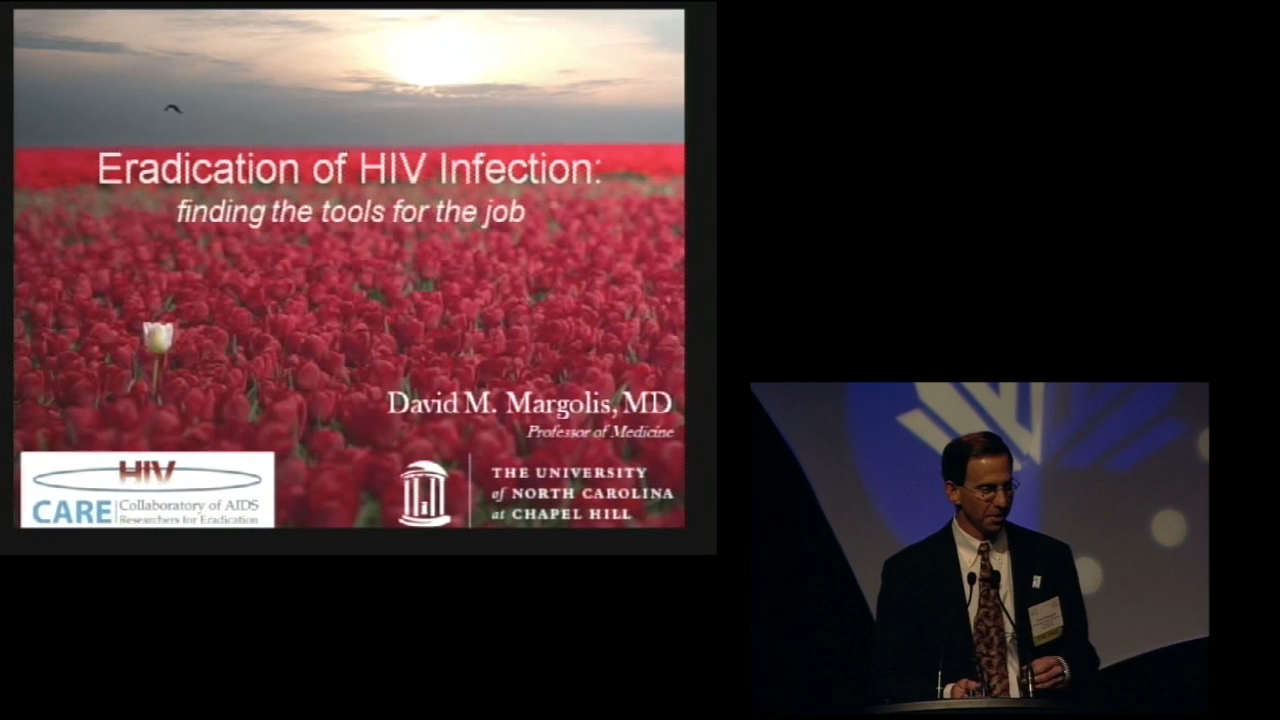 Eradication of HIV Infection:
finding the tools for the job
David M. Margolis, MD
Professor of Medicine
HIV
CARE
Collaboratory of AIDS
Researchers for Eradication
THE UNIVERSITY
of NORTH CAROLINA
at CHAPEL HILL